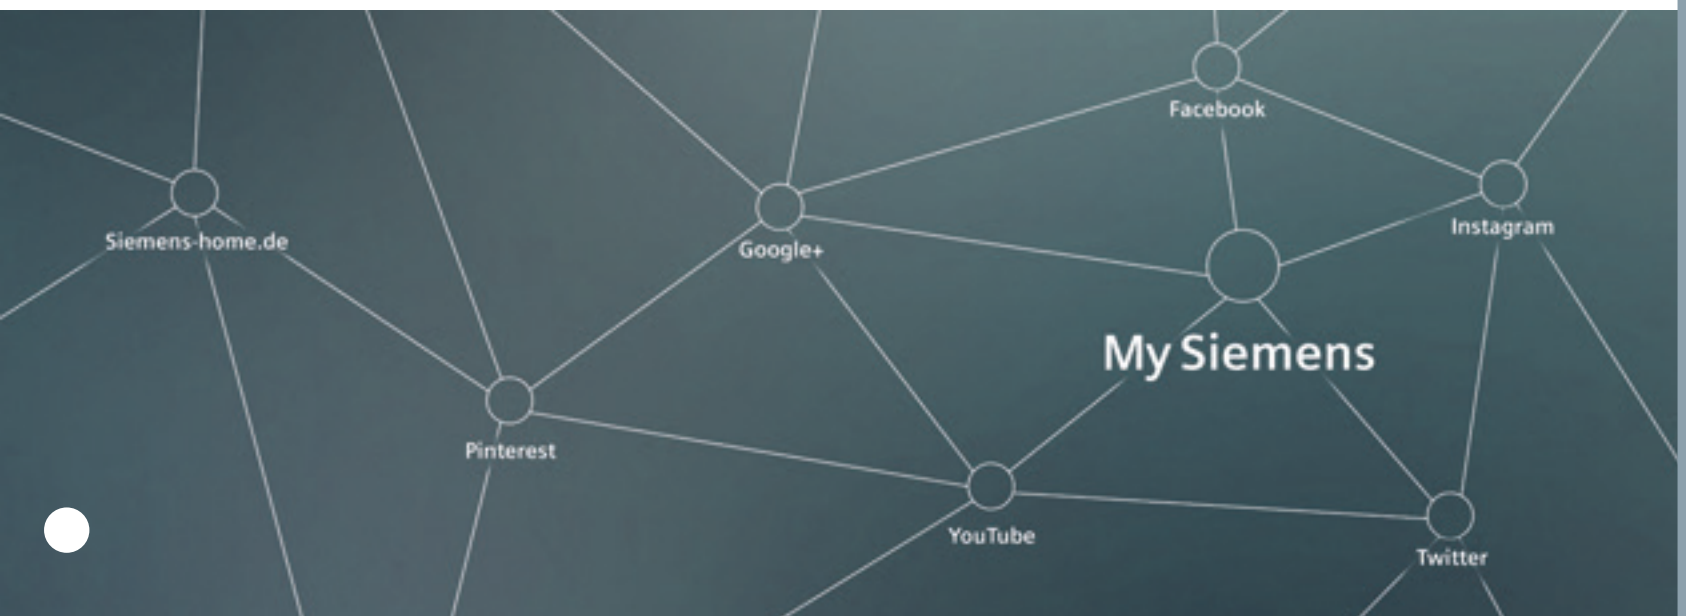 Facebook
Instagram
Siemens-home.de
Google+
My Siemens
Pinterest
YouTube
Twitter